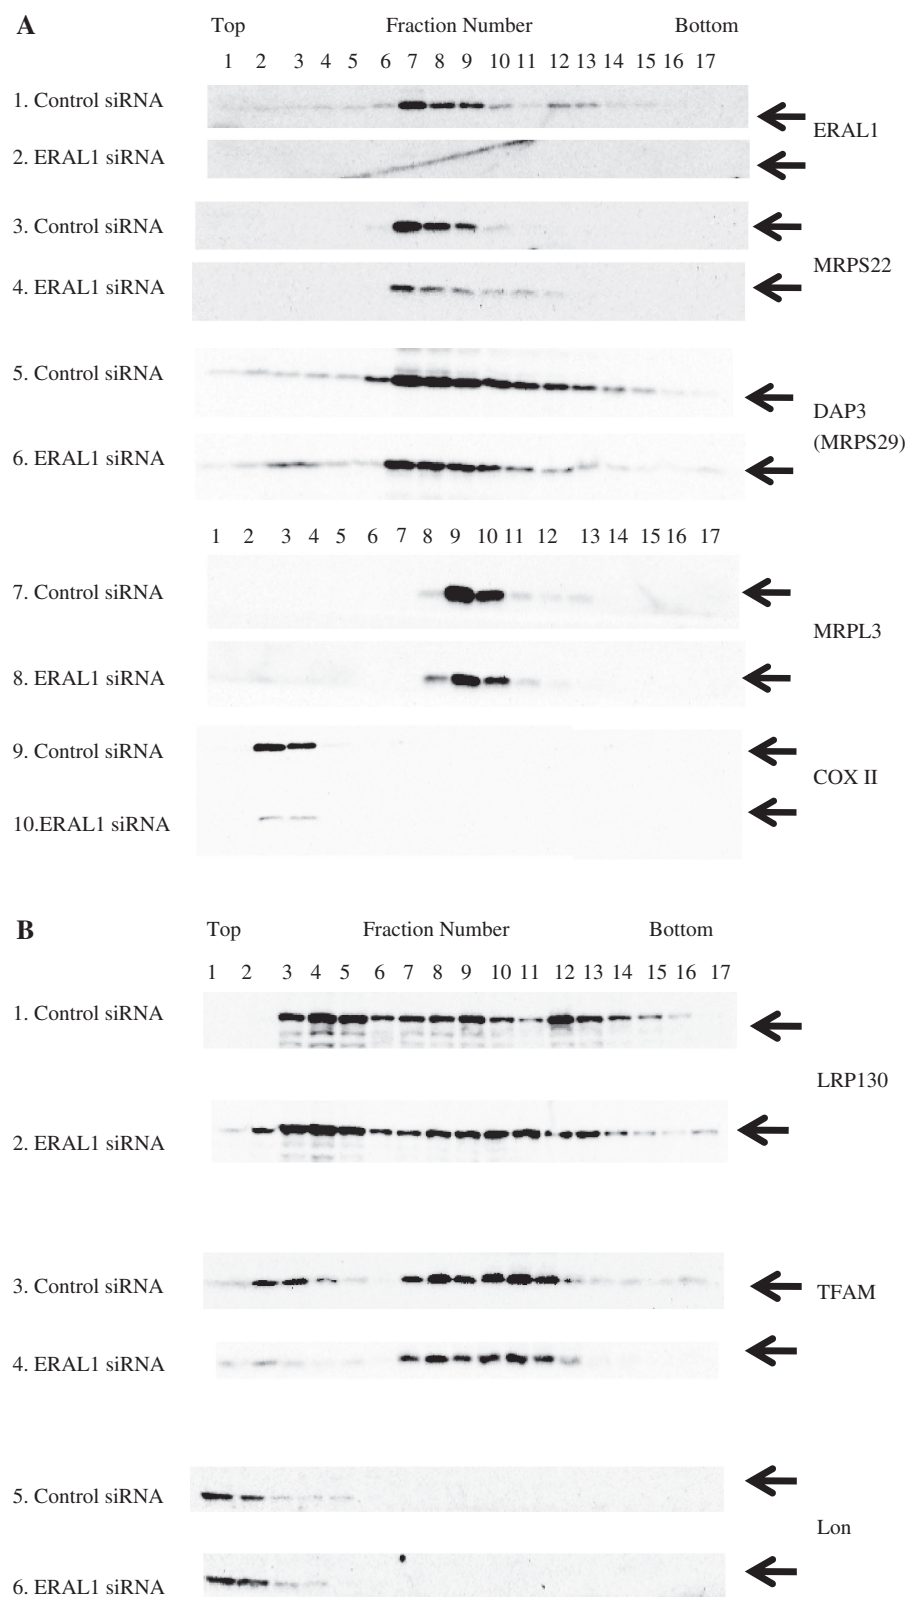 A
Top Fraction Number Bottom
1 2 3 4 5 6 7 8 9 10 11 12 13 14 15 16 17
1. Control siRNA
ERAL1
2. ERAL1 siRNA
3. Control siRNA
MRPS22
4. ERAL1 siRNA
5. Control siRNA
DAP3
(MRPS29)
6. ERAL1 siRNA
1 2 3 4 5 6 7 8 9 10 11 12 13 14 15 16 17
7. Control siRNA
MRPL3
8. ERAL1 siRNA
9. Control siRNA
COX II
10.ERAL1 siRNA
B
Top Fraction Number Bottom
1 2 3 4 5 6 7 8 9 10 11 12 13 14 15 16 17
1. Control siRNA
LRP130
2. ERAL1 siRNA
3. Control siRNA
TFAM
4. ERAL1 siRNA
5. Control siRNA
Lon
6. ERAL1 siRNA